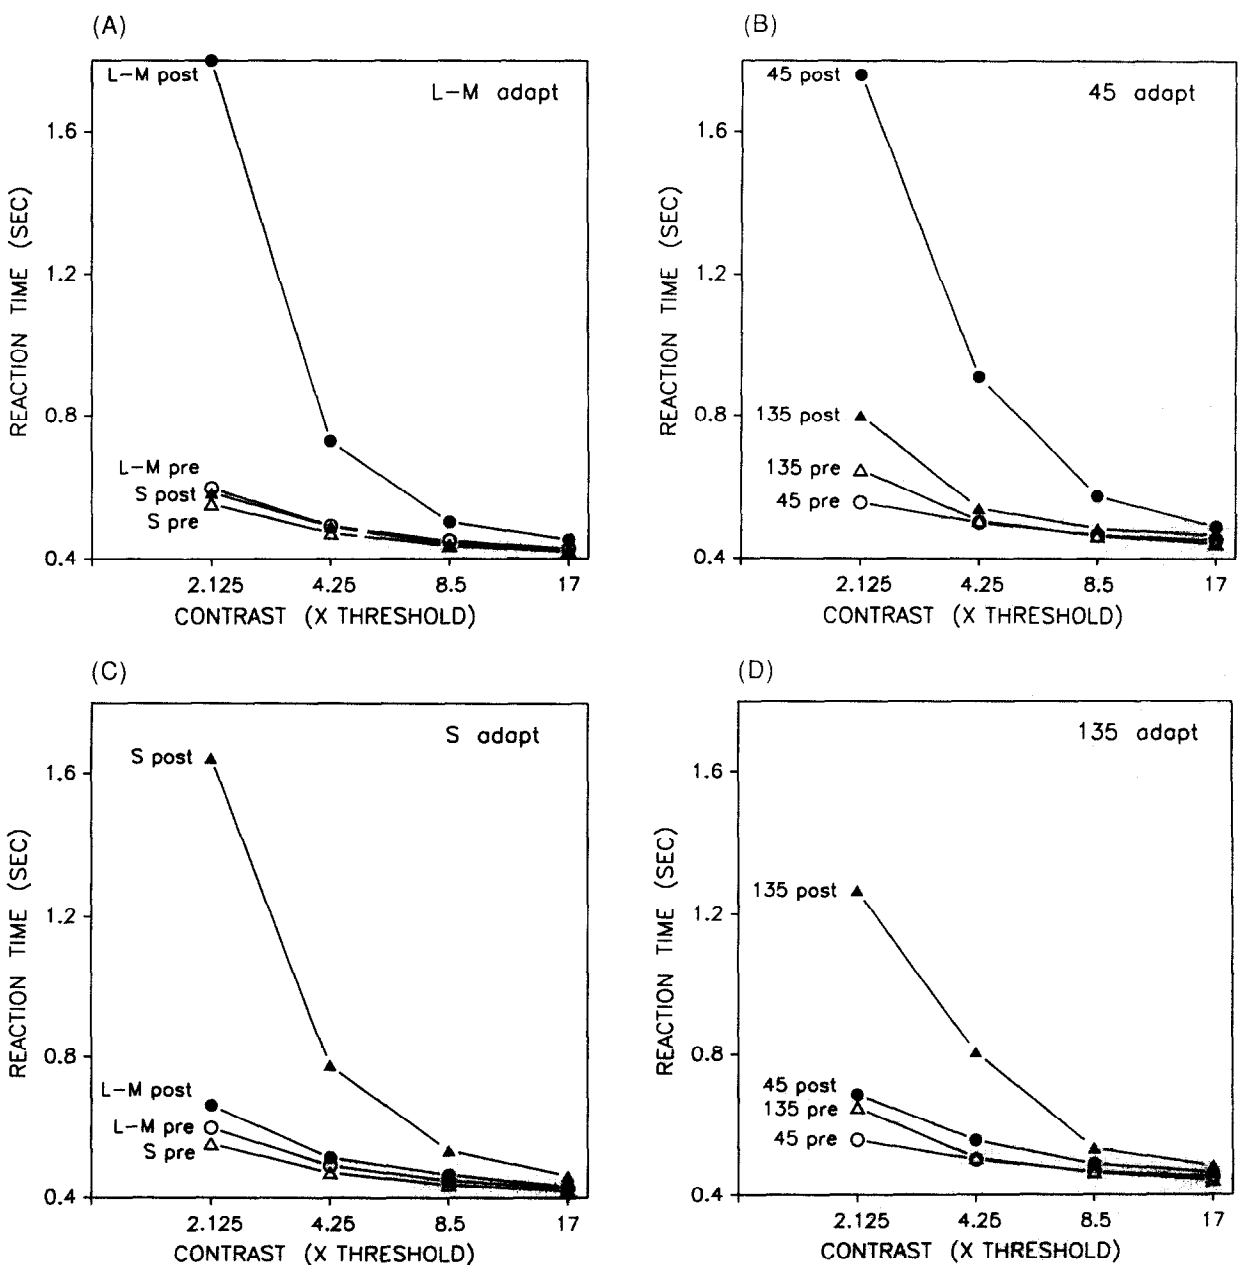 (A)
L-M post
L-M adapt
1.6
1.2
0.8
0.4
L-M pre
S post
S pre
2.125 4.25 8.5 17
CONTRAST (X THRESHOLD)
REACTION TIME (SEC)
(B)
45 post
45 adapt
1.6
1.2
0.8
0.4
135 post
135 pre
45 pre
2.125 4.25 8.5 17
CONTRAST (X THRESHOLD)
REACTION TIME (SEC)
(C)
S post
S adapt
1.6
1.2
0.8
0.4
L-M post
L-M pre
S pre
2.125 4.25 8.5 17
CONTRAST (X THRESHOLD)
REACTION TIME (SEC)
(D)
135 adapt
1.6
1.2
0.8
0.4
135 post
45 post
135 pre
45 pre
2.125 4.25 8.5 17
CONTRAST (X THRESHOLD)
REACTION TIME (SEC)